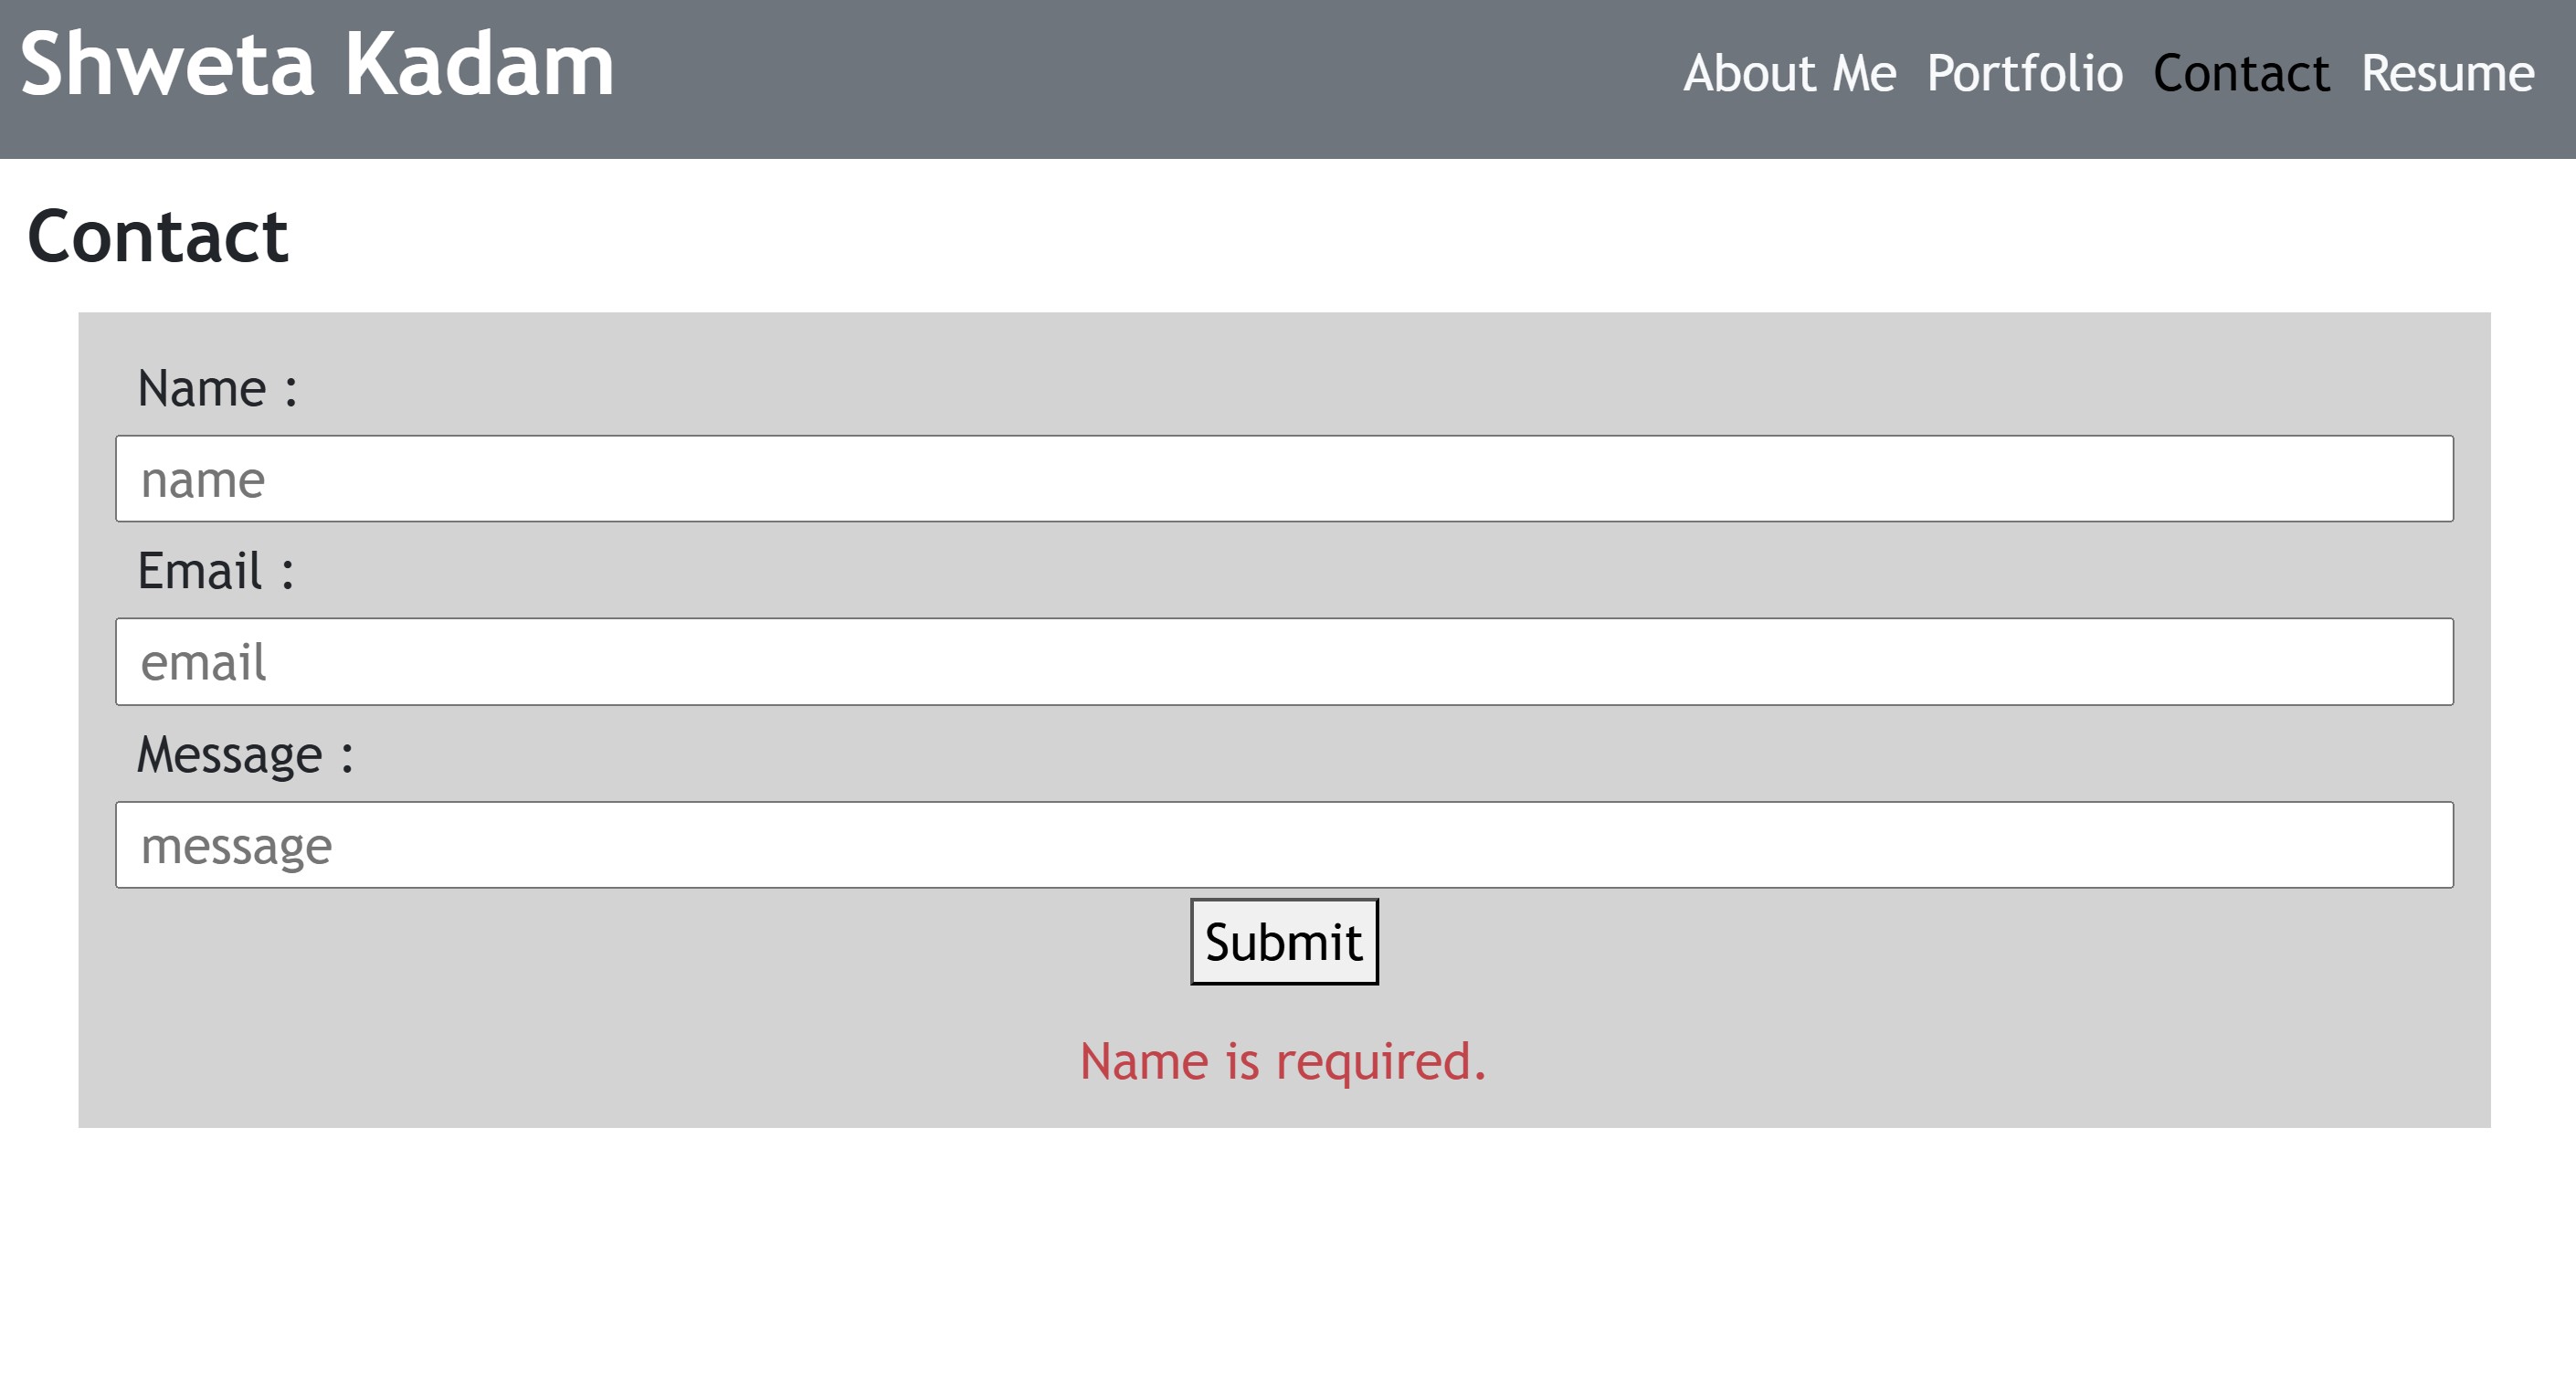 Shweta Kadam
About Me Portfolio Contact Resume
Contact
Name :
name
Email :
email
Message :
message
Submit
Name is required.